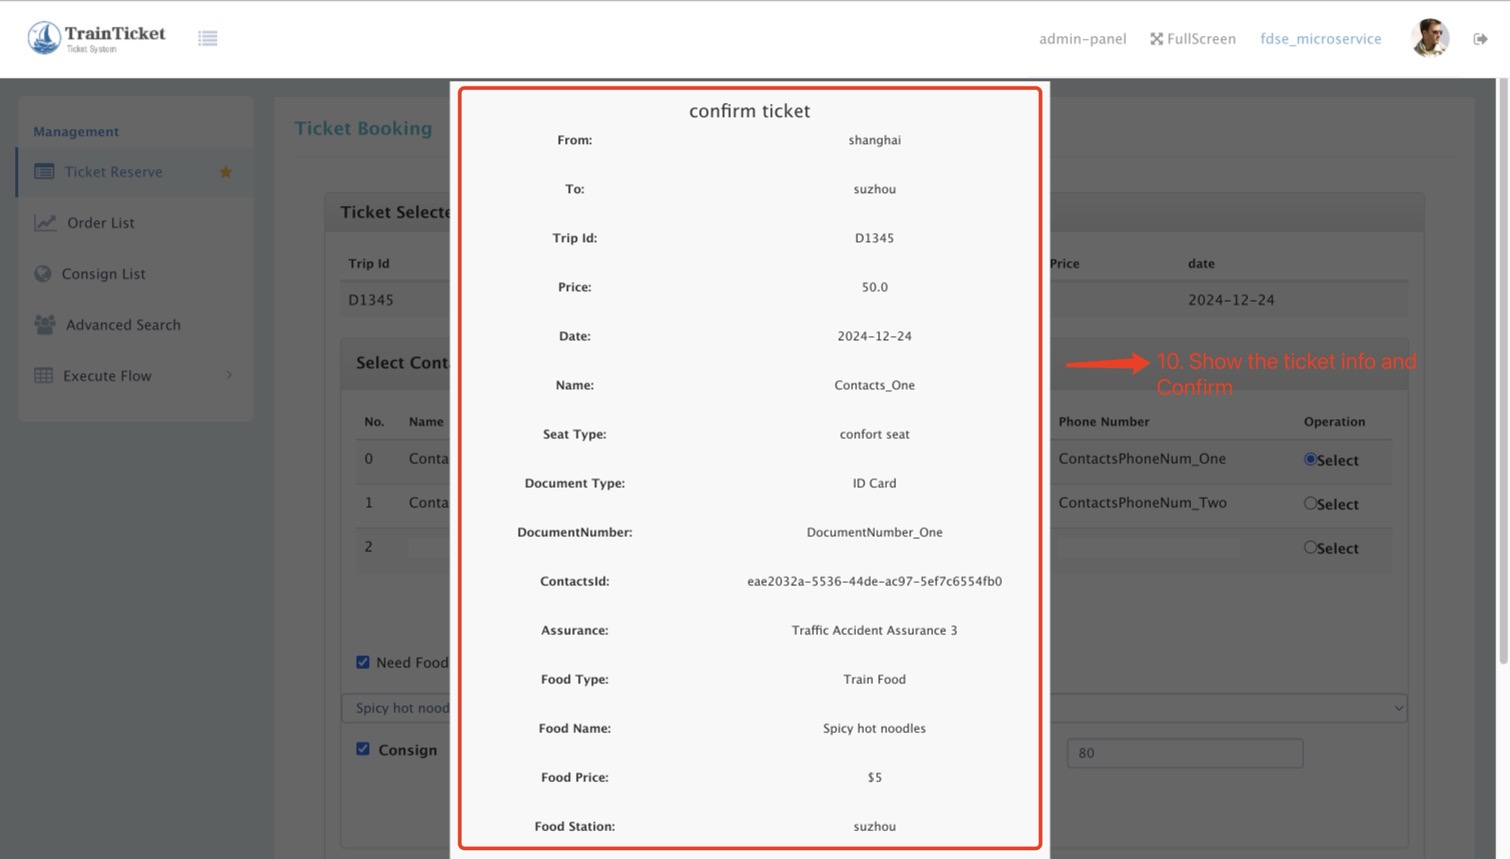 TrainTicket
Ticket System
admin-panel
FullScreen
fdse_microservice
Management
Ticket Reserve
Order List
Consign List
Advanced Search
Execute Flow
Ticket Booking
Ticket Selecte
Trip Id
Price
date
D1345
2024-12-24
Select Cont
No.
Name
Phone Number
Operation
0
Conta
ContactsPhoneNum_One
Select
1
Conta
ContactsPhoneNum_Two
Select
2
Select
Need Food
Spicy hot nood
Consign
80
confirm ticket
From: shanghai
To: suzhou
Trip Id: D1345
Price: 50.0
Date: 2024-12-24
Name: Contacts_One
Seat Type: confort seat
Document Type: ID Card
DocumentNumber: DocumentNumber_One
ContactsId: eae2032a-5536-44de-ac97-5ef7c6554fb0
Assurance: Traffic Accident Assurance 3
Food Type: Train Food
Food Name: Spicy hot noodles
Food Price: $5
Food Station: suzhou
10. Show the ticket info and
Confirm